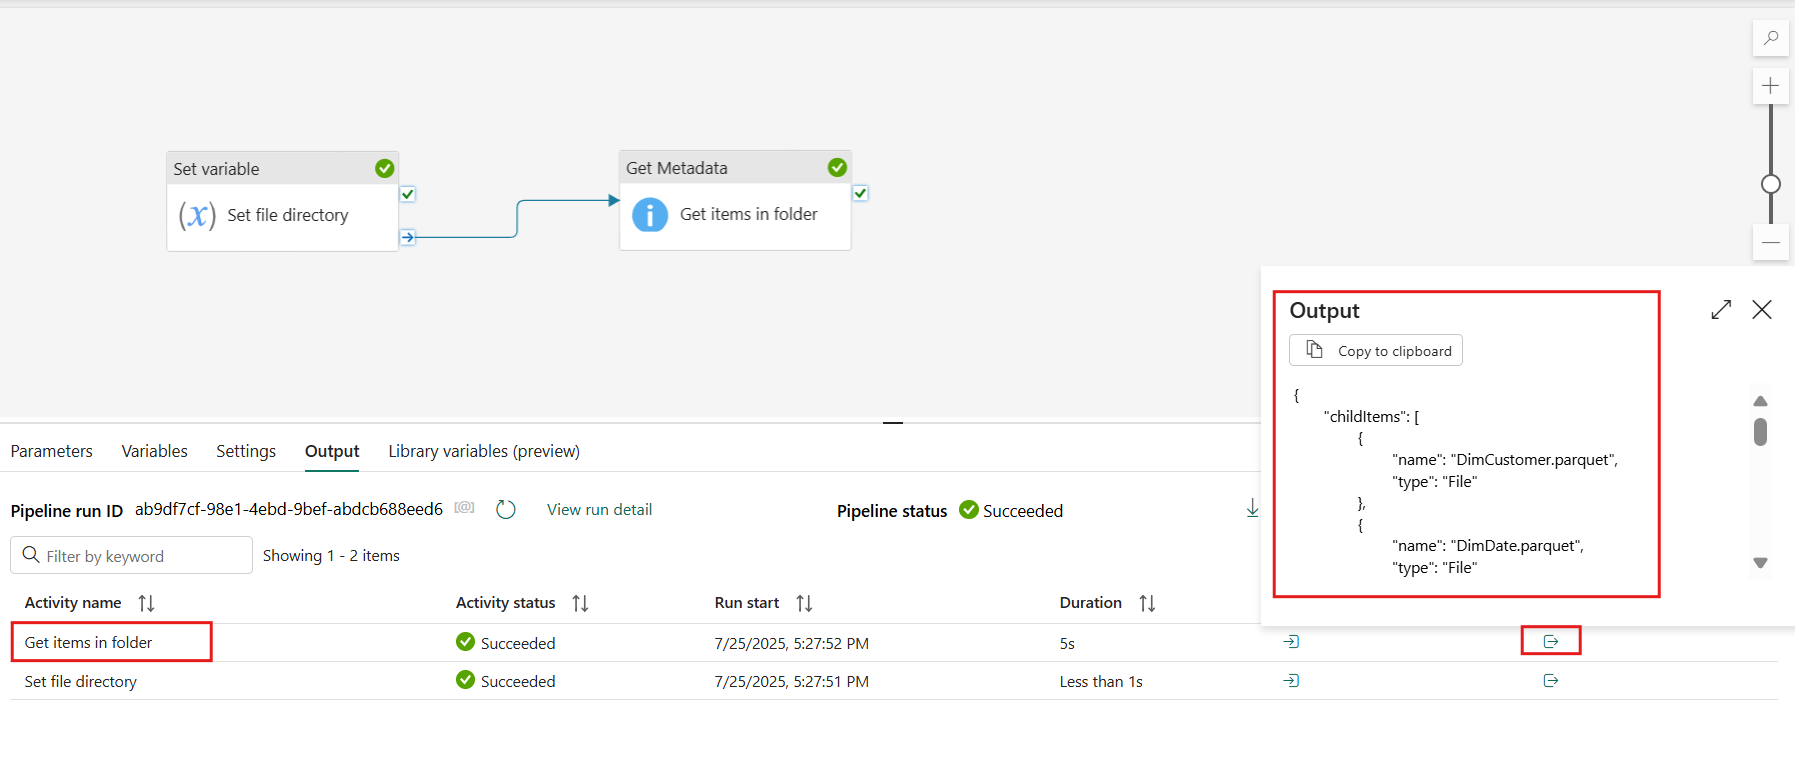 Set variable
(x) Set file directory
Get Metadata
i Get items in folder
Output
Copy to clipboard
{
"childItems": [
{
"name": "DimCustomer.parquet",
"type": "File"
},
{
"name": "DimDate.parquet",
"type": "File"
Parameters Variables Settings Output Library variables (preview)
Pipeline run ID ab9df7cf-98e1-4ebd-9bef-abdcb688eed6 [@] View run detail Pipeline status Succeeded
Filter by keyword Showing 1 - 2 items
Activity name Activity status Run start Duration
Get items in folder Succeeded 7/25/2025, 5:27:52 PM 5s
Set file directory Succeeded 7/25/2025, 5:27:51 PM Less than 1s